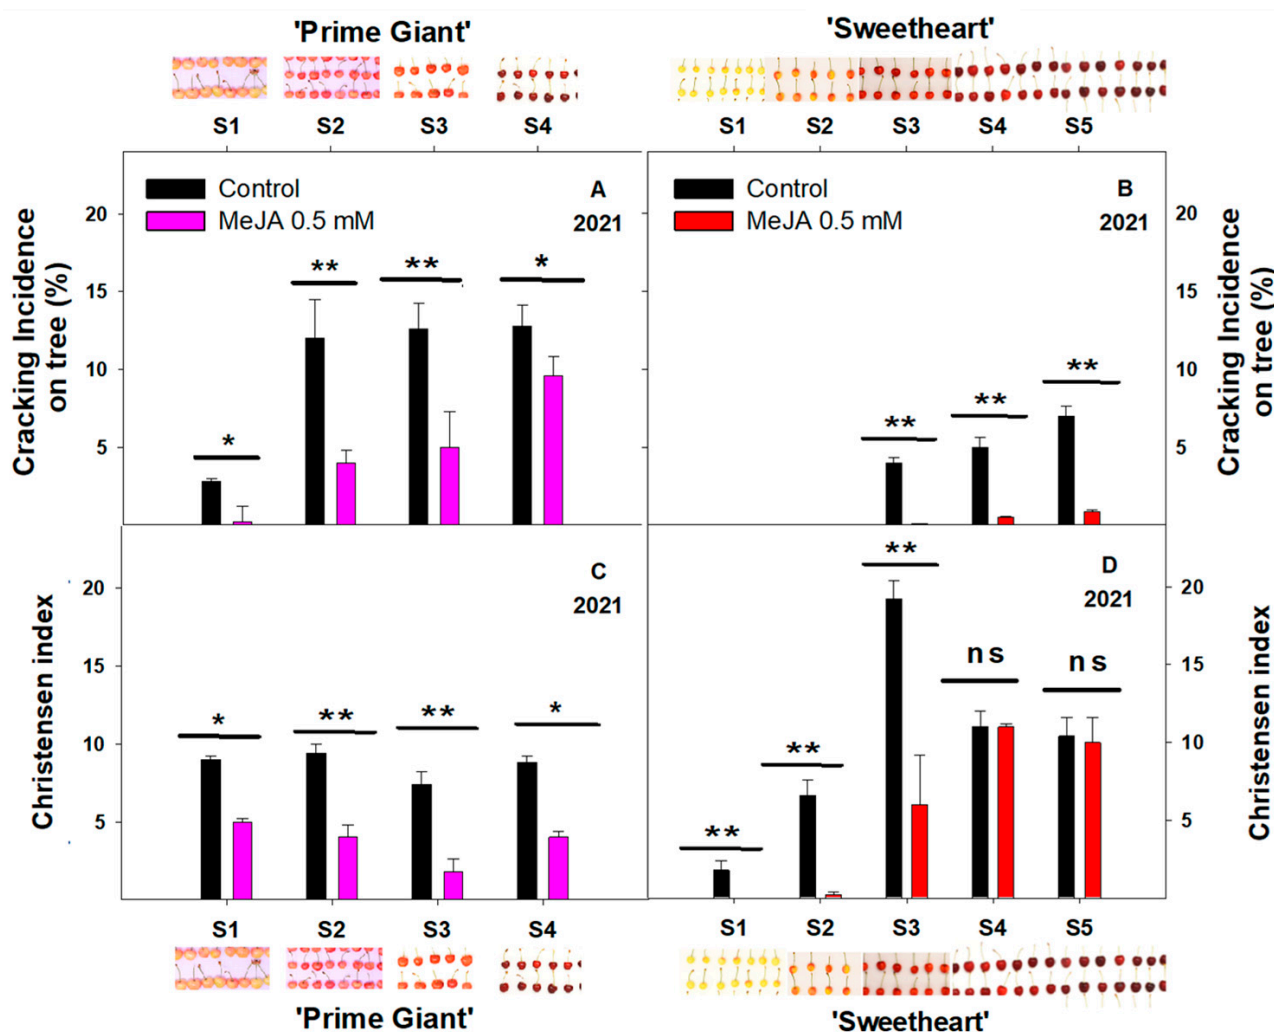 'Prime Giant'
'Sweetheart'
S1 S2 S3 S4
S1 S2 S3 S4 S5
Cracking Incidence
on tree (%)
20
15
10
5
Control
MeJA 0.5 mM
A
2021
*
**
**
*
Control
MeJA 0.5 mM
B
2021
**
**
**
20
15
10
5
Cracking Incidence
on tree (%)
Christensen index
20
15
10
5
C
2021
*
**
**
*
D
2021
**
**
**
ns
ns
20
15
10
5
Christensen index
S1 S2 S3 S4
S1 S2 S3 S4 S5
'Prime Giant'
'Sweetheart'